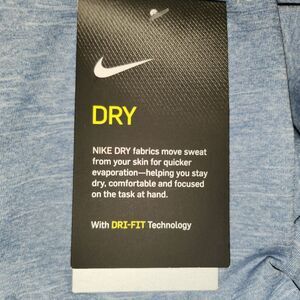 DRY
NIKE DRY fabrics move sweat
from your skin for quicker
evaporation—helping you stay
dry, comfortable and focused
on the task at hand.
With DRI-FIT Technology